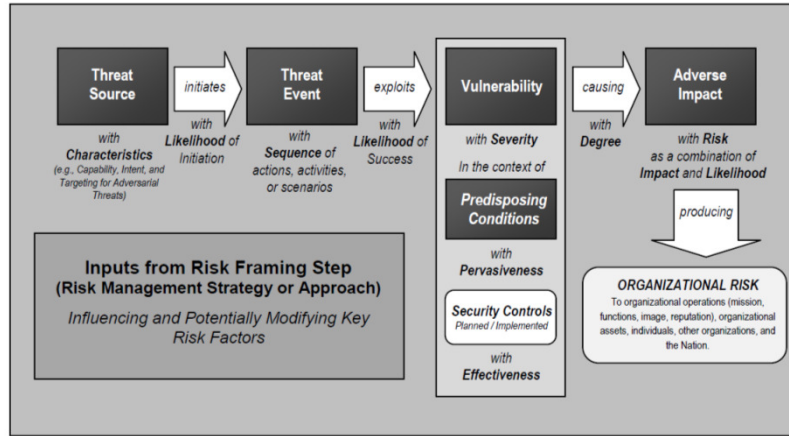 Threat
Source
initiates
Threat
Event
exploits
Vulnerability
causing
Adverse
Impact
with
Characteristics
(e.g., Capability, Intent, and
Targeting for Adversarial
Threats)
with
Likelihood of
Initiation
with
Sequence of
actions, activities,
or scenarios
with
Likelihood of
Success
with Severity
In the context of
Predisposing
Conditions
with
Pervasiveness
Security Controls
Planned / Implemented
with
Effectiveness
with
Degree
with Risk
as a combination of
Impact and Likelihood
producing
ORGANIZATIONAL RISK
To organizational operations (mission,
functions, image, reputation), organizational
assets, individuals, other organizations, and
the Nation.
Inputs from Risk Framing Step
(Risk Management Strategy or Approach)
Influencing and Potentially Modifying Key
Risk Factors